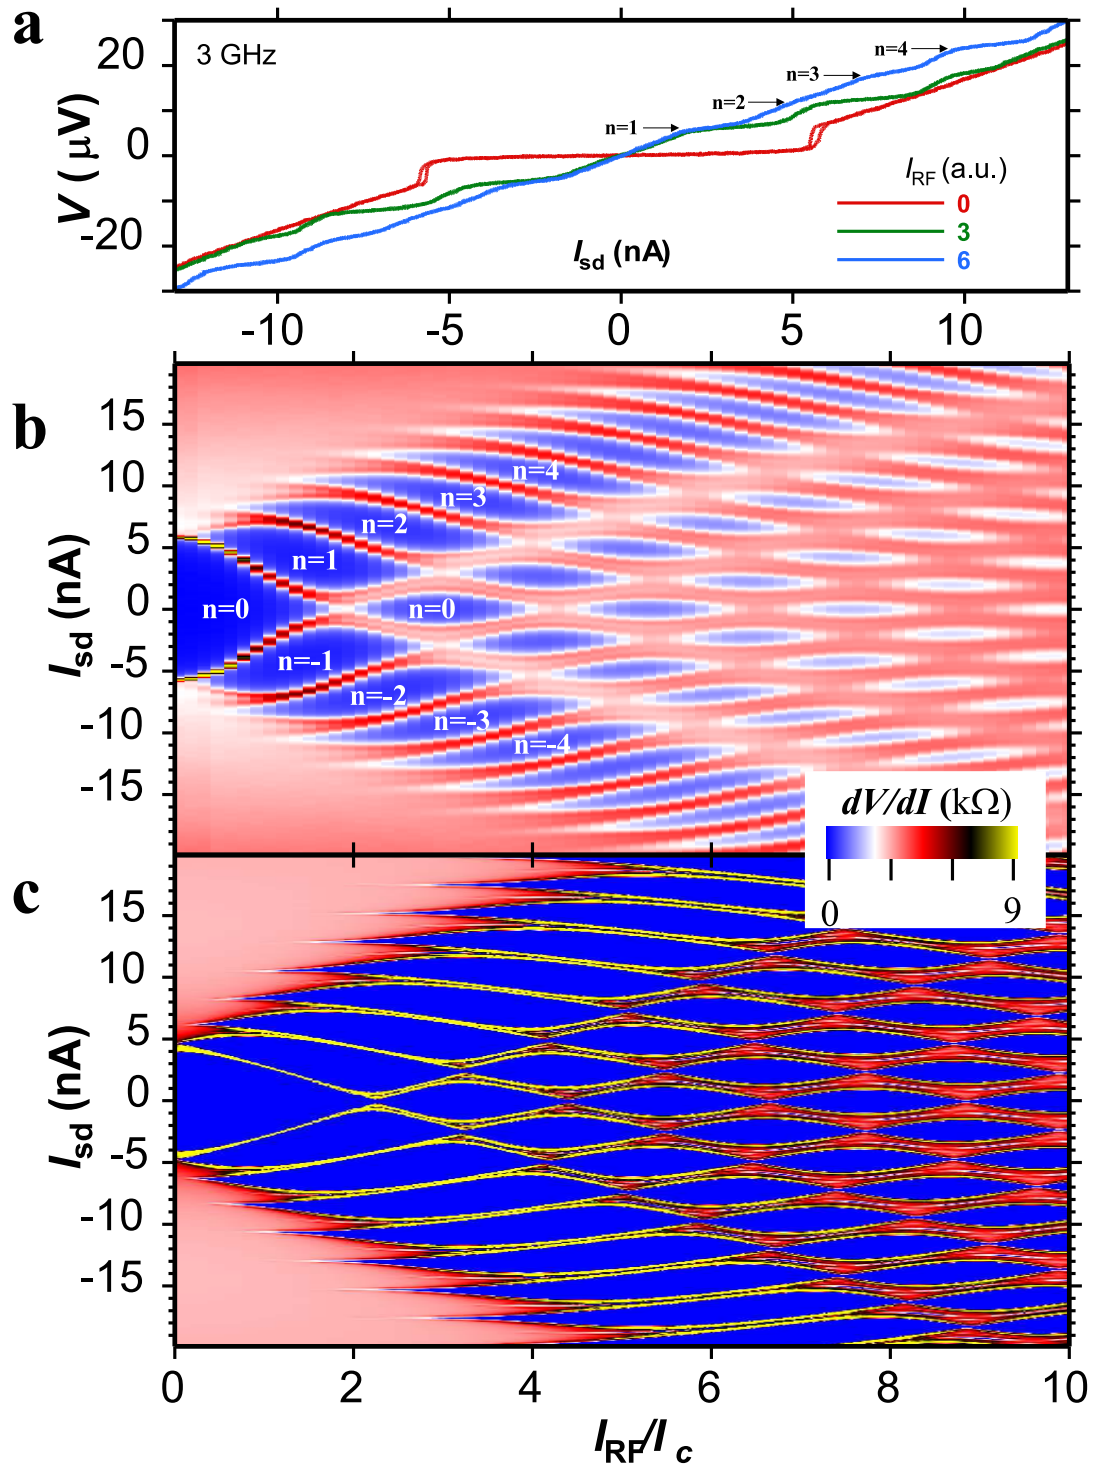 a
3 GHz
n=4
n=3
n=2
n=1
20
0
-20
V ( μV)
I_RF (a.u.)
0
3
6
I_sd (nA)
-10 -5 0 5 10
b
15
10
5
0
-5
-10
-15
I_sd (nA)
n=4
n=3
n=2
n=1
n=0 n=0
n=-1
n=-2
n=-3
n=-4
dV/dI (kΩ)
0 9
c
15
10
5
0
-5
-10
-15
I_sd (nA)
0 2 4 6 8 10
I_RF/I_c